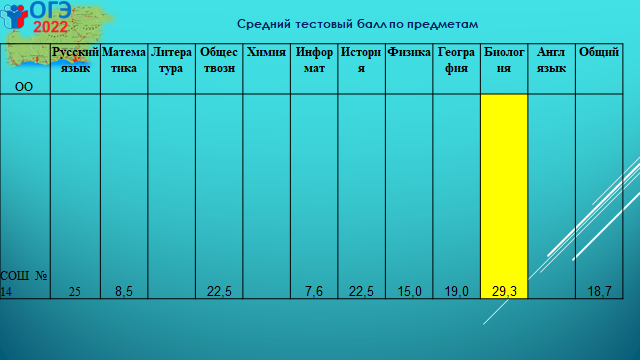 ОГЭ
2022
Средний тестовый балл по предметам
ОО
Русский
язык
Матема
тика
Литера
тура
Общес
твозн
Химия
Инфор
мат
Истори
я
Физика
Геогра
фия
Биолог
ия
Англ
язык
Общий
СОШ №
14
25
8,5
22,5
7,6
22,5
15,0
19,0
29,3
18,7